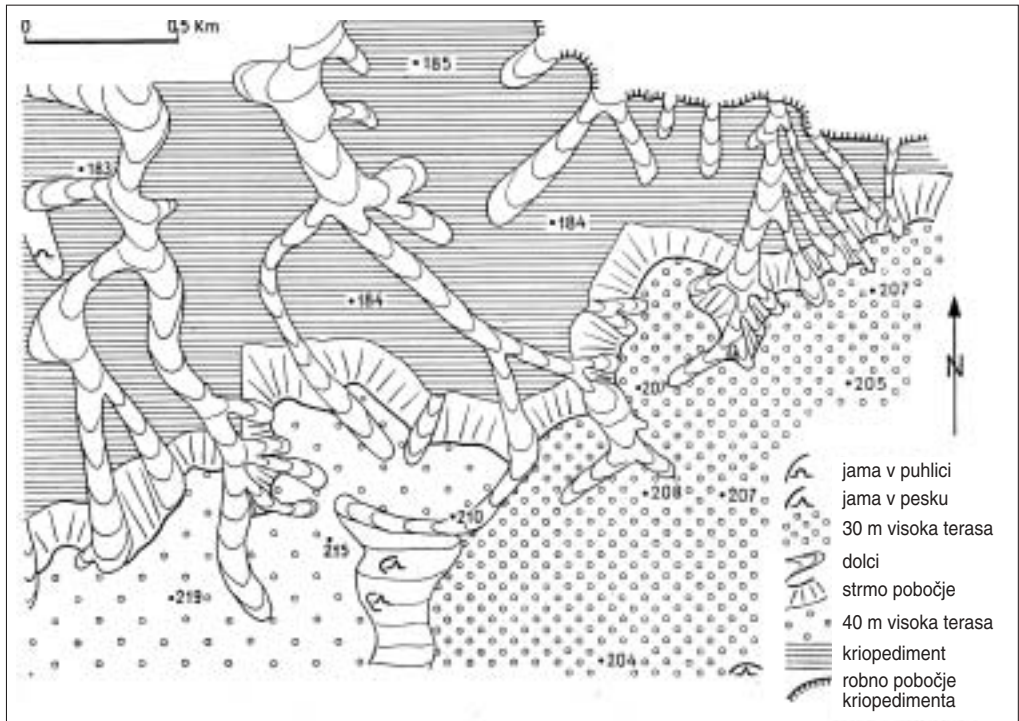 0 0,5 Km
•185
•183
•184
•184
•207
•207
•205
N
•208 •207
•210
•215
•219
•204
jama v puhlici
jama v pesku
30 m visoka terasa
dolci
strmo pobočje
40 m visoka terasa
kriopediment
robno pobočje
kriopedimenta